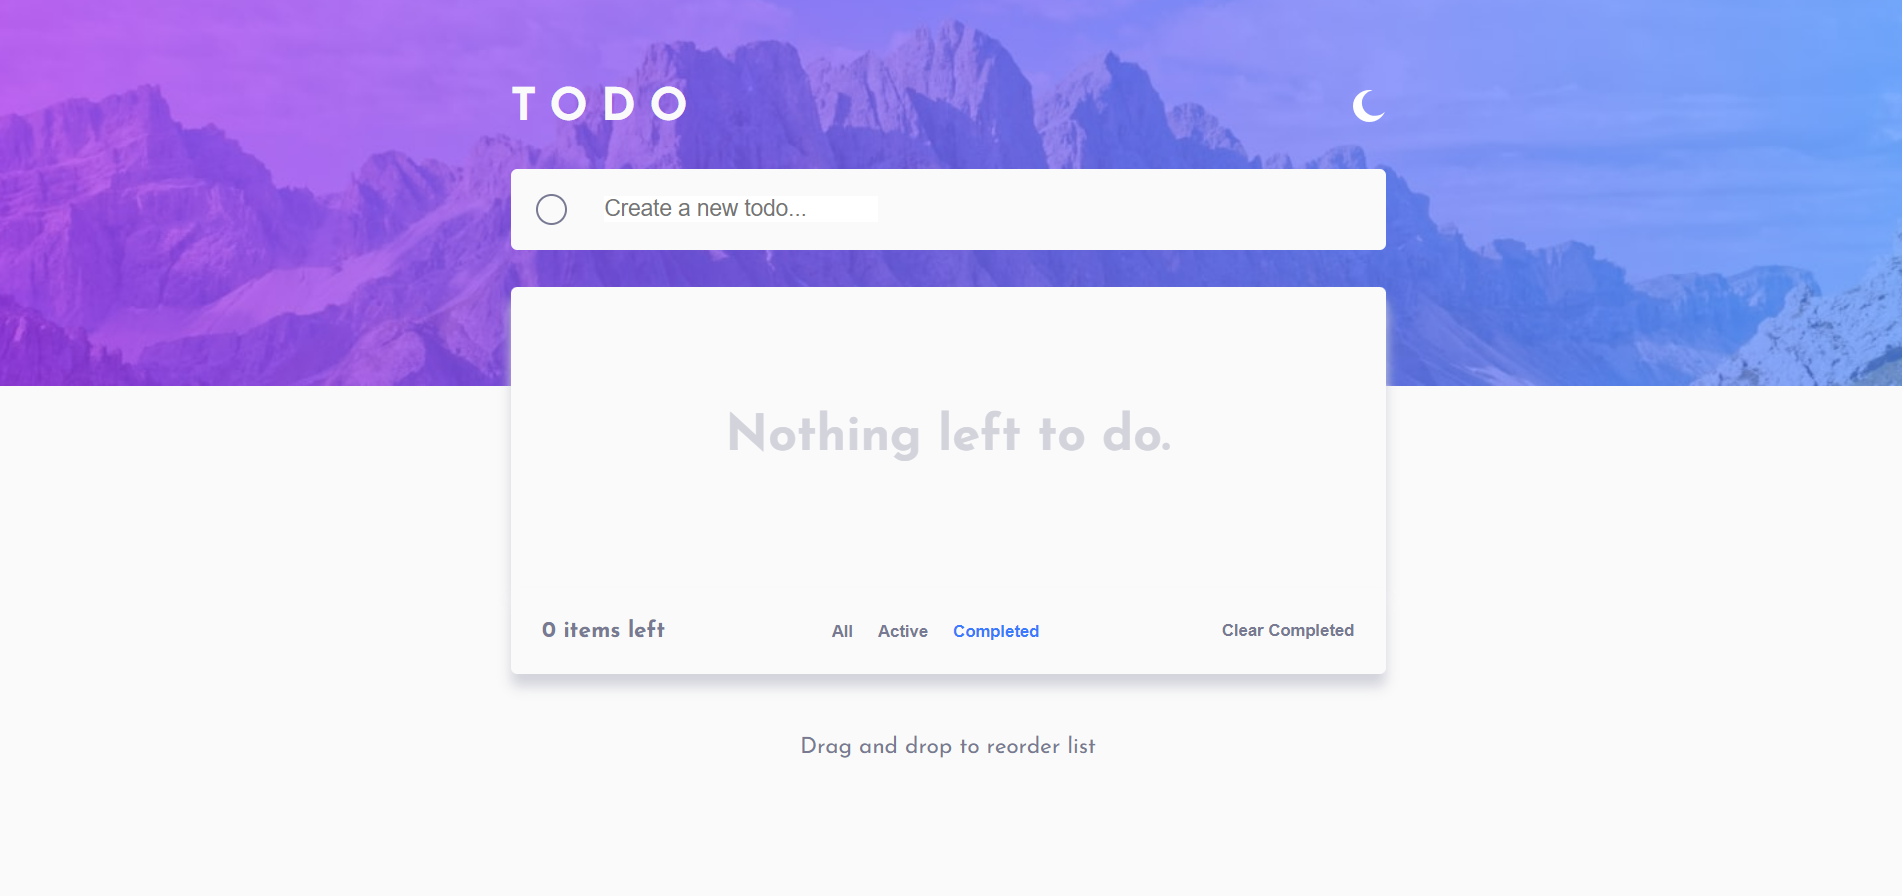 TODO
Create a new todo...
Nothing left to do.
0 items left
All Active Completed
Clear Completed
Drag and drop to reorder list